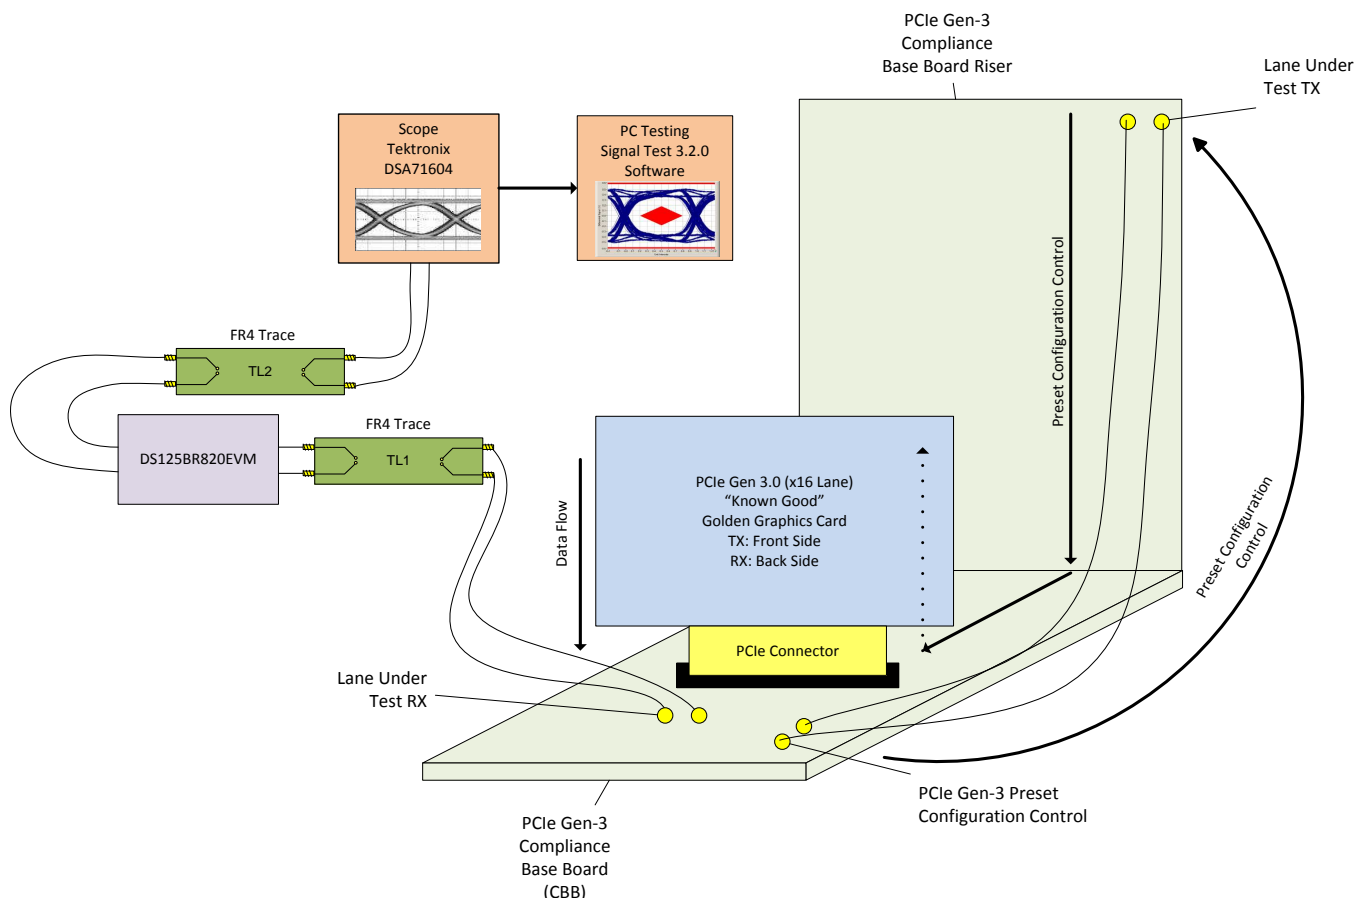 PCIe Gen-3
Compliance
Base Board Riser
Lane Under
Test TX
Scope
Tektronix
DSA71604
PC Testing
Signal Test 3.2.0
Software
Preset Configuration Control
FR4 Trace
TL2
FR4 Trace
DS125BR820EVM
TL1
Data Flow
PCIe Gen 3.0 (x16 Lane)
“Known Good”
Golden Graphics Card
TX: Front Side
RX: Back Side
Preset Configuration
Control
PCIe Connector
Lane Under
Test RX
PCIe Gen-3 Preset
Configuration Control
PCIe Gen-3
Compliance
Base Board
(CBB)